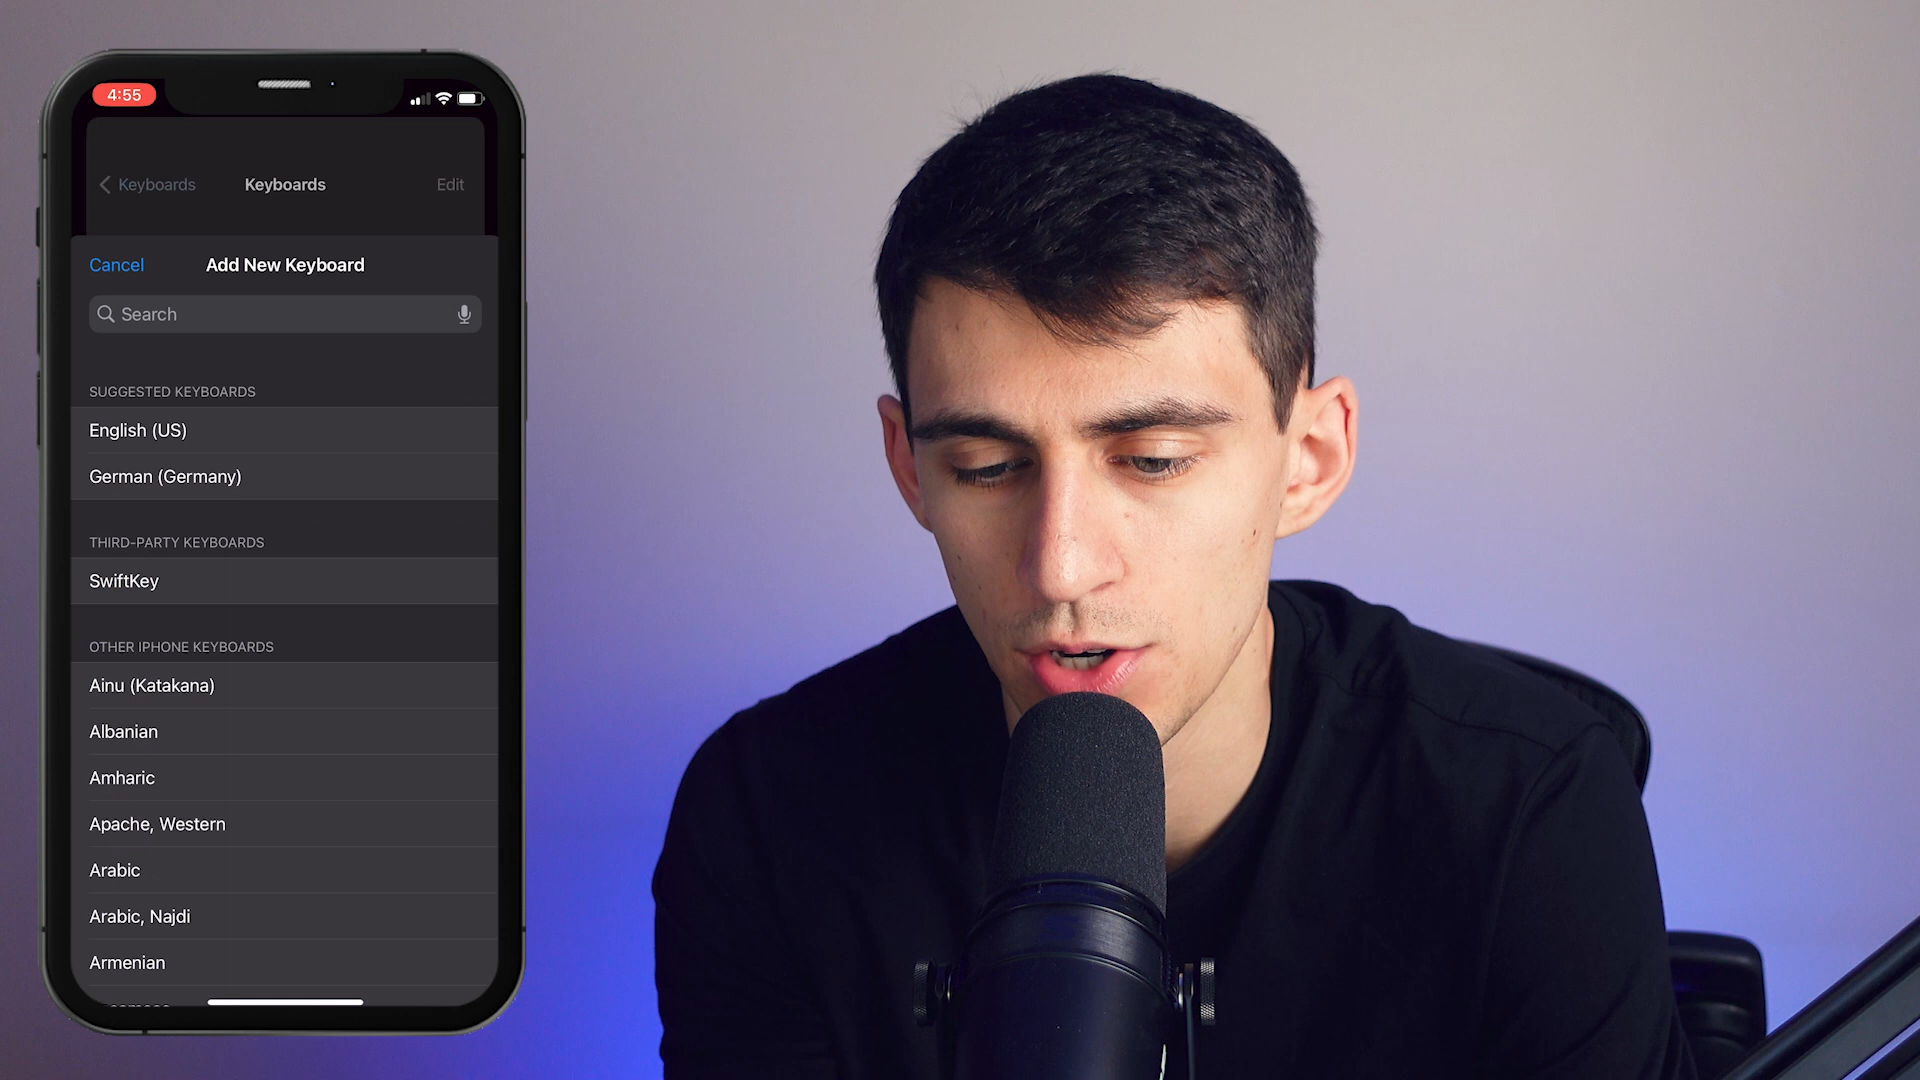 4:55
Keyboards Keyboards Edit
Cancel Add New Keyboard
Search
SUGGESTED KEYBOARDS
English (US)
German (Germany)
THIRD-PARTY KEYBOARDS
SwiftKey
OTHER IPHONE KEYBOARDS
Ainu (Katakana)
Albanian
Amharic
Apache, Western
Arabic
Arabic, Najdi
Armenian